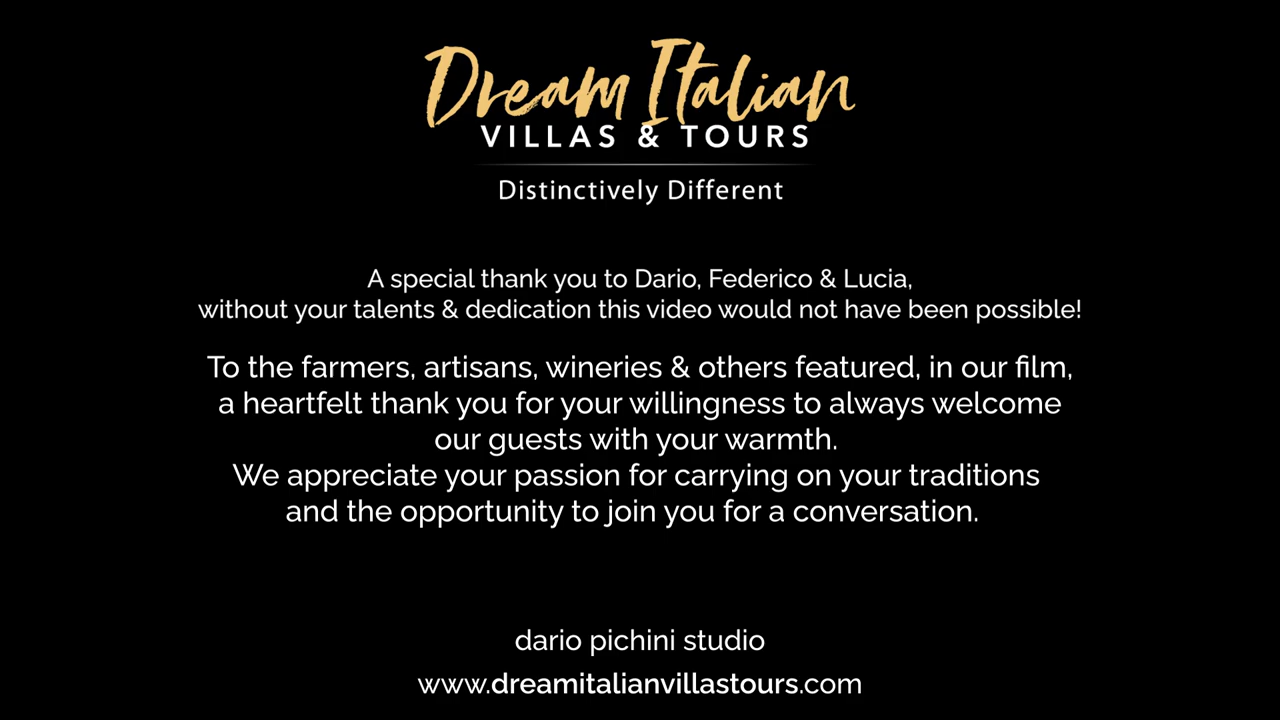 Dream Italian
VILLAS & TOURS
Distinctively Different
A special thank you to Dario, Federico & Lucia,
without your talents & dedication this video would not have been possible!
To the farmers, artisans, wineries & others featured, in our film,
a heartfelt thank you for your willingness to always welcome
our guests with your warmth.
We appreciate your passion for carrying on your traditions
and the opportunity to join you for a conversation.
dario pichini studio
www.dreamitalianvillastours.com